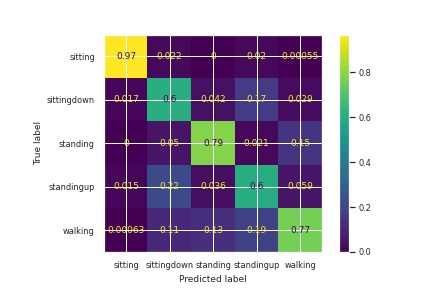 sitting 0.97 0.022 0 0.02 0.00055
sittingdown 0.017 0.6 0.042 0.17 0.029
standing 0 0.05 0.79 0.021 0.15
standingup 0.015 0.22 0.036 0.6 0.059
walking 0.00063 0.11 0.13 0.19 0.77
sitting sittingdown standing standingup walking
Predicted label
True label
0.8
0.6
0.4
0.2
0.0